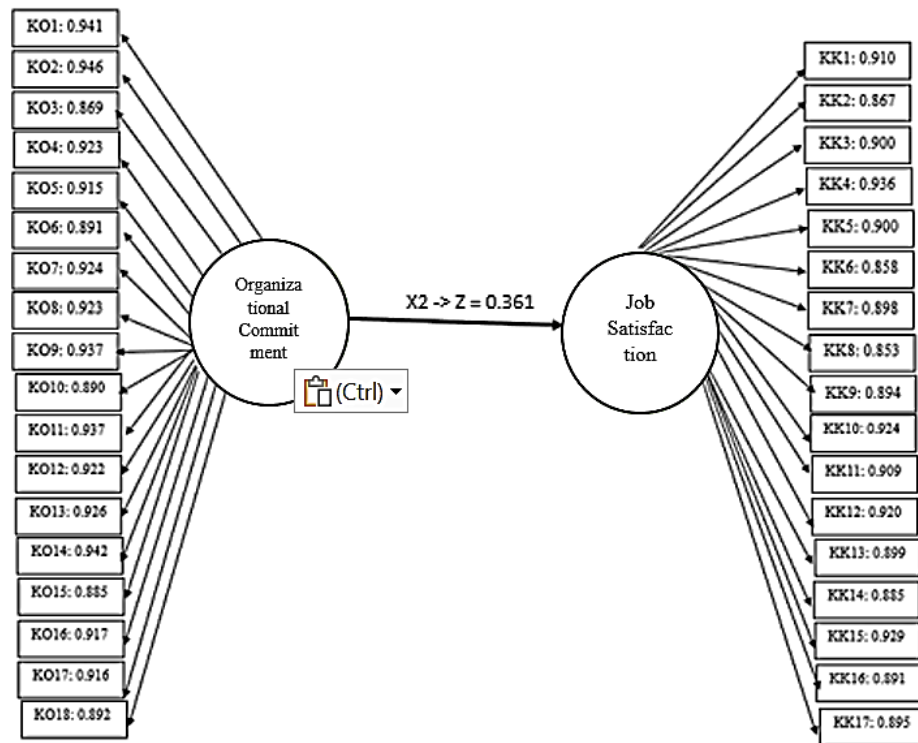 KO1: 0.941
KO2: 0.946
KO3: 0.869
KO4: 0.923
KO5: 0.915
KO6: 0.891
KO7: 0.924
KO8: 0.923
KO9: 0.937
KO10: 0.890
KO11: 0.937
KO12: 0.922
KO13: 0.926
KO14: 0.942
KO15: 0.885
KO16: 0.917
KO17: 0.916
KO18: 0.892
Organiza
tional
Commit
ment
(Ctrl)
X2 -> Z = 0.361
Job
Satisfac
tion
KK1: 0.910
KK2: 0.867
KK3: 0.900
KK4: 0.936
KK5: 0.900
KK6: 0.858
KK7: 0.898
KK8: 0.853
KK9: 0.894
KK10: 0.924
KK11: 0.909
KK12: 0.920
KK13: 0.899
KK14: 0.885
KK15: 0.929
KK16: 0.891
KK17: 0.895